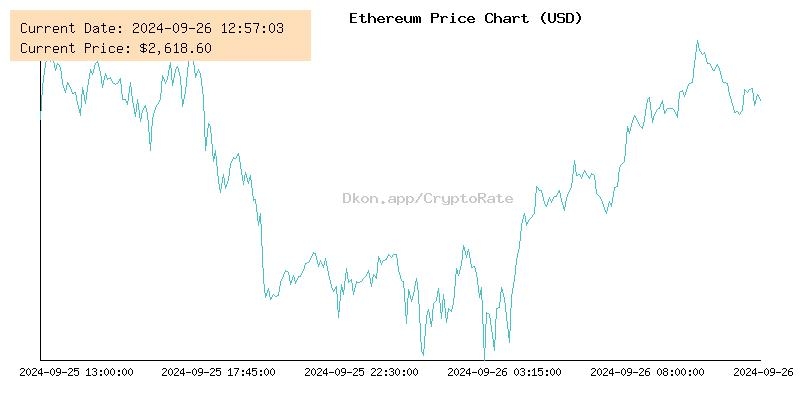 Ethereum Price Chart (USD)
Current Date: 2024-09-26 12:57:03
Current Price: $2,618.60
Dkon.app/CryptoRate
2024-09-25 13:00:00 2024-09-25 17:45:00 2024-09-25 22:30:00 2024-09-26 03:15:00 2024-09-26 08:00:00 2024-09-26